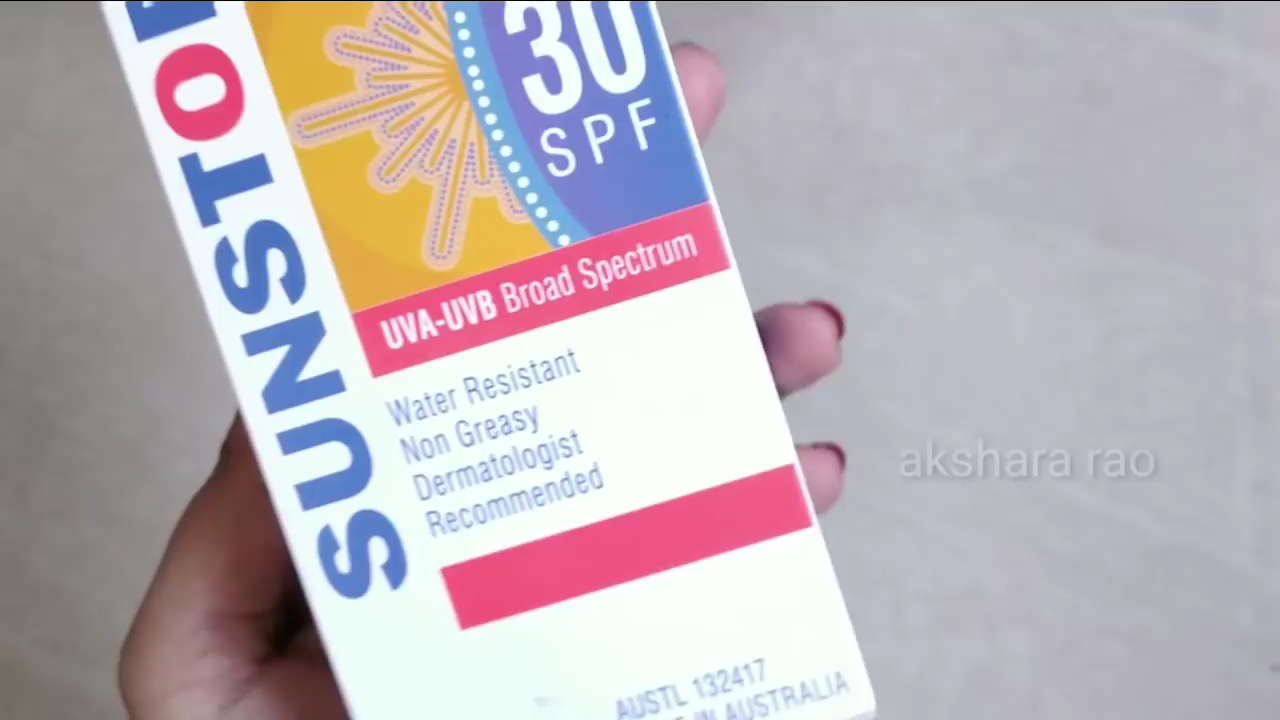 SUNSTO
30
SPF
UVA-UVB Broad Spectrum
Water Resistant
Non Greasy
Dermatologist
Recommended
AUSTL 132417
IN AUSTRALIA
akshara rao